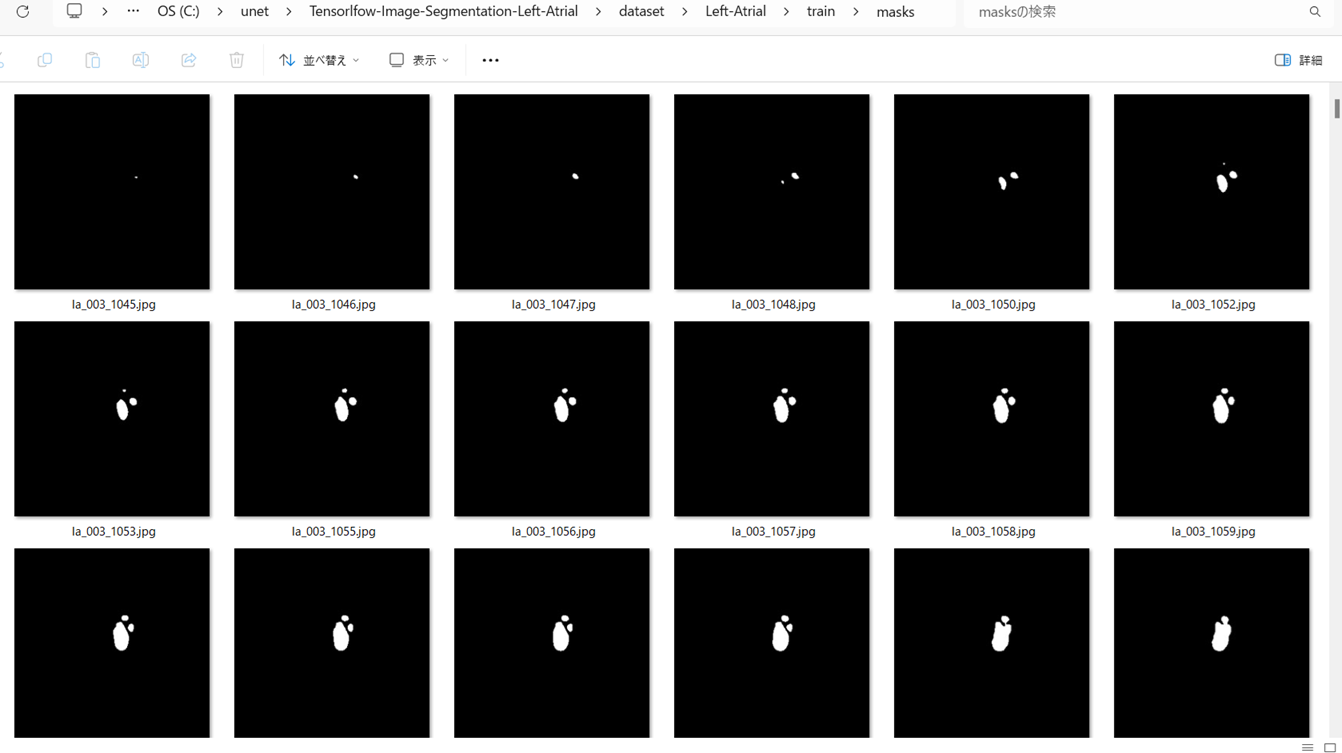 OS (C:) > unet > Tensorlfow-Image-Segmentation-Left-Atrial > dataset > Left-Atrial > train > masks
masksの検索
並べ替え
表示
詳細
la_003_1045.jpg
la_003_1046.jpg
la_003_1047.jpg
la_003_1048.jpg
la_003_1050.jpg
la_003_1052.jpg
la_003_1053.jpg
la_003_1055.jpg
la_003_1056.jpg
la_003_1057.jpg
la_003_1058.jpg
la_003_1059.jpg